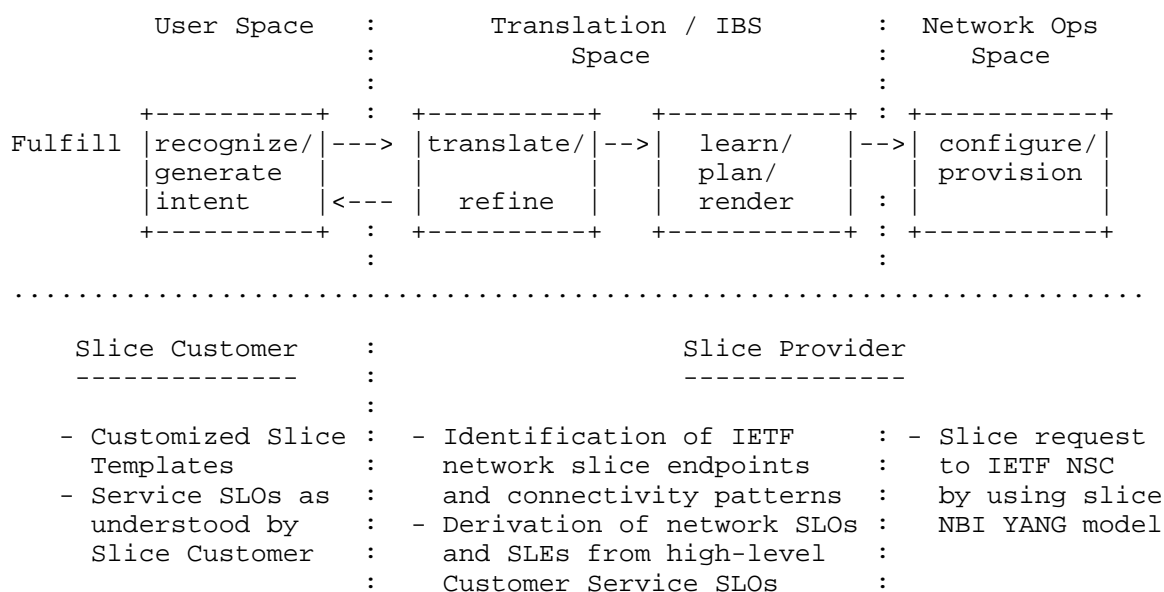 User Space   :       Translation / IBS       :  Network Ops
                      :              Space            :     Space
                      :                               :
        +----------+  :  +----------+   +-----------+ : +-----------+
Fulfill |recognize/|---> |translate/|-->|  learn/   |-->| configure/|
        |generate  |     |          |   |  plan/    |   | provision |
        |intent    |<--- |  refine  |   |  render   | : |           |
        +----------+  :  +----------+   +-----------+ : +-----------+
                      :                               :
.......................................................................
    Slice Customer    :                   Slice Provider
    --------------    :                   --------------
                      :
   - Customized Slice :  - Identification of IETF     : - Slice request
     Templates        :    network slice endpoints    :   to IETF NSC
   - Service SLOs as  :    and connectivity patterns  :   by using slice
     understood by    :  - Derivation of network SLOs :   NBI YANG model
     Slice Customer   :    and SLEs from high-level   :
                      :    Customer Service SLOs      :